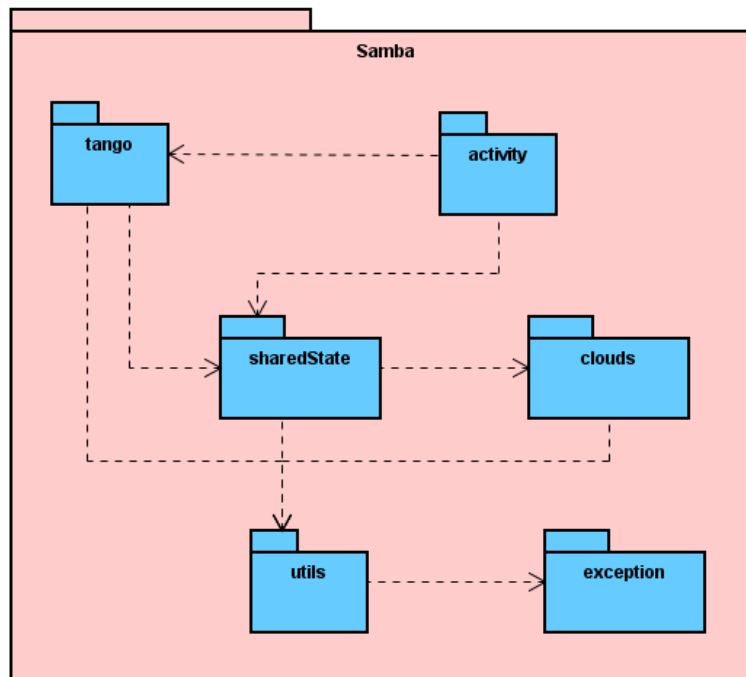 Samba
tango
activity
sharedState
clouds
utils
exception